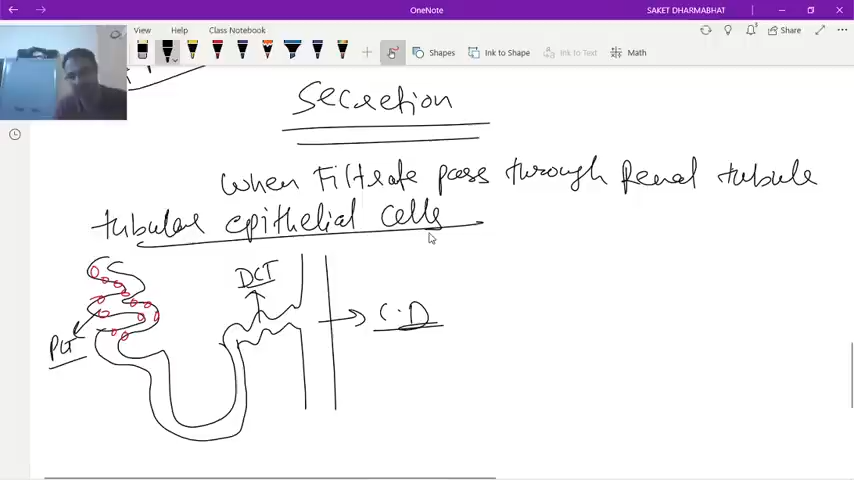 OneNote
SAKET DHARMABHAT
View Help Class Notebook
Share
Shapes Ink to Shape Ink to Text Math
Secretion
When Filtrate pass through Renal tubule
tubular epithelial cells
DCT
C.D
PCT